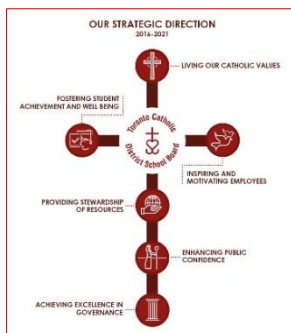 OUR STRATEGIC DIRECTION
2016-2021
LIVING OUR CATHOLIC VALUES
FOSTERING STUDENT
ACHIEVEMENT AND WELL BEING
Toronto Catholic
District School Board
INSPIRING AND
MOTIVATING EMPLOYEES
PROVIDING STEWARDSHIP
OF RESOURCES
ENHANCING PUBLIC
CONFIDENCE
ACHIEVING EXCELLENCE IN
GOVERNANCE